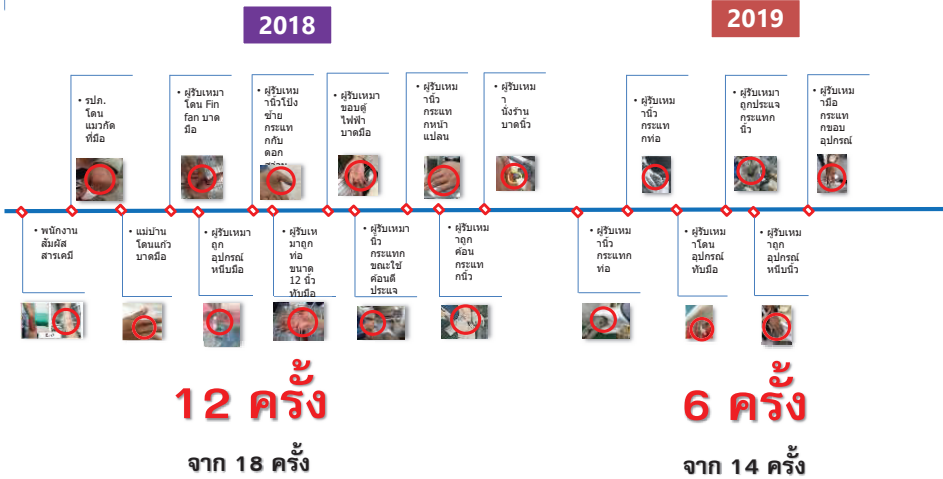 2018
2019
• รปภ.
โดน
แมวกัด
ที่มือ
• ผู้รับเหมา
โดน Fin
fan บาด
มือ
• ผู้รับเหม
านิ้วโป้ง
ซ้าย
กระแท
กกับ
ดอก
• ผู้รับเหมา
ขอบตู้
ไฟฟ้า
บาดมือ
• ผู้รับเหม
านิ้ว
กระแท
กหน้า
แปลน
• ผู้รับเหม
า
นั่งร้าน
บาดนิ้ว
• ผู้รับเหม
านิ้ว
กระแท
กท่อ
• ผู้รับเหมา
ถูกประแจ
กระแทก
นิ้ว
• ผู้รับเห
มามือ
กระแท
กขอบ
อุปกรณ์
• พนักงาน
สัมผัส
สารเคมี
• แม่บ้าน
โดนแก้ว
บาดมือ
• ผู้รับเหมา
ถูก
อุปกรณ์
หนีบมือ
• ผู้รับเห
มาถูก
ท่อ
ขนาด
12 นิ้ว
ทับมือ
• ผู้รับเหมา
นิ้ว
กระแทก
ขณะใช้
ค้อนตี
ประแจ
• ผู้รับเห
มาถูก
ค้อน
กระแท
กนิ้ว
• ผู้รับเหม
านิ้ว
กระแทก
ท่อ
• ผู้รับเห
มาโดน
อุปกรณ์
ทับมือ
• ผู้รับเห
มาถูก
อุปกรณ์
หนีบนิ้ว
12 ครั้ง
จาก 18 ครั้ง
6 ครั้ง
จาก 14 ครั้ง